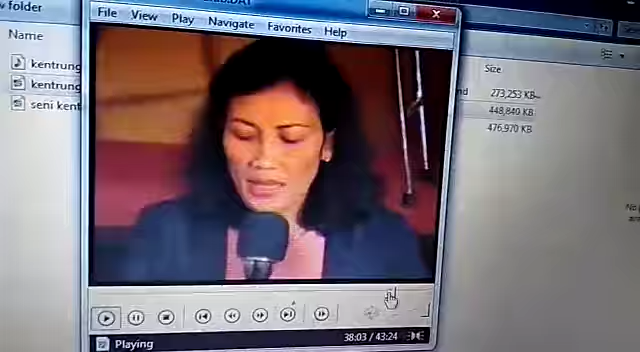 .DAT
w folder
File View Play Navigate Favorites Help
Name
Size
kentrung
273,253 KB
kentrung
448,840 KB
seni kent
476,970 KB
Playing
38:03 / 43:24